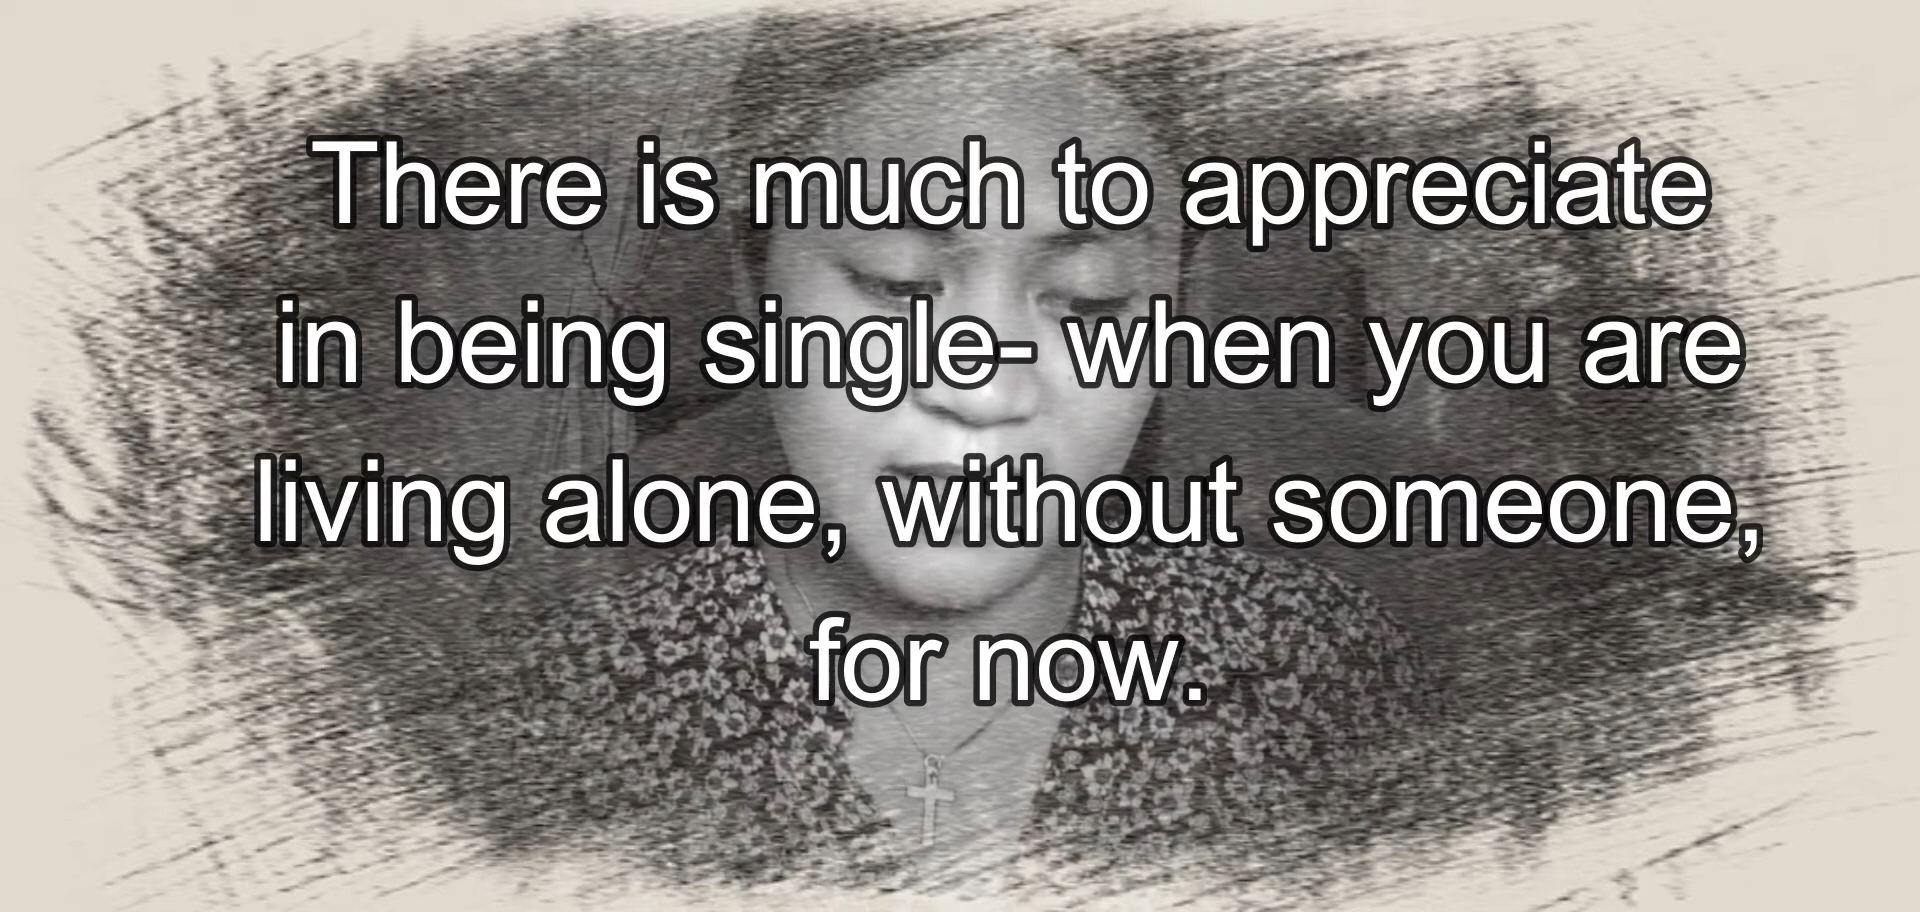 There is much to appreciate
in being single- when you are
living alone, without someone,
for now.